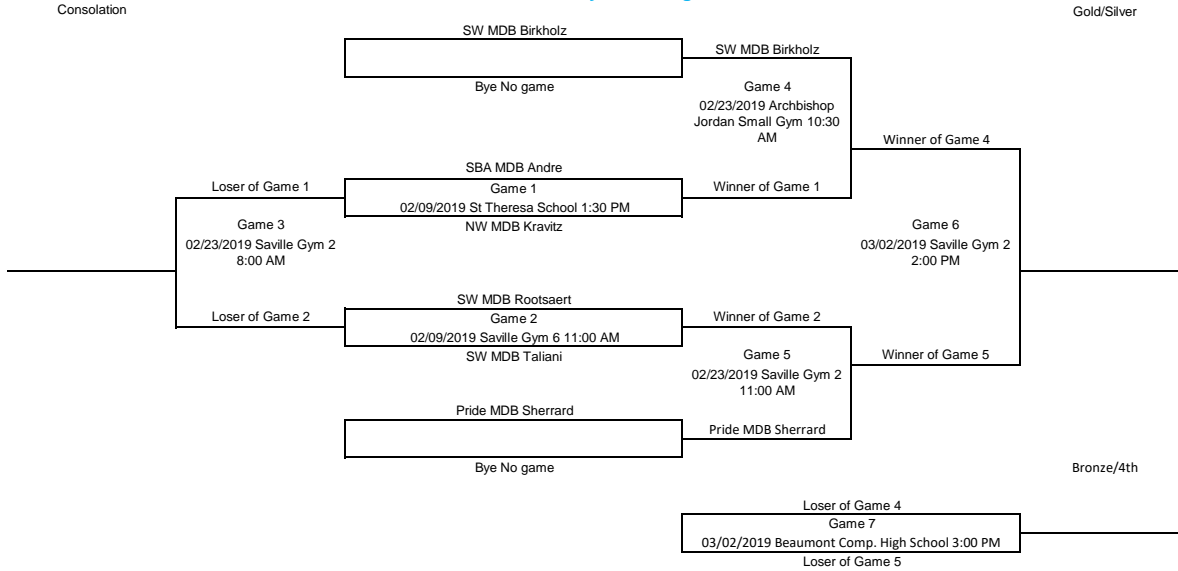 Consolation
Gold/Silver
SW MDB Birkholz
SW MDB Birkholz
Bye No game
Game 4
02/23/2019 Archbishop
Jordan Small Gym 10:30
AM
Winner of Game 4
SBA MDB Andre
Loser of Game 1
Game 1
Winner of Game 1
02/09/2019 St Theresa School 1:30 PM
NW MDB Kravitz
Game 3
02/23/2019 Saville Gym 2
8:00 AM
Game 6
03/02/2019 Saville Gym 2
2:00 PM
SW MDB Rootsaert
Loser of Game 2
Game 2
Winner of Game 2
02/09/2019 Saville Gym 6 11:00 AM
SW MDB Taliani
Game 5
02/23/2019 Saville Gym 2
11:00 AM
Winner of Game 5
Pride MDB Sherrard
Pride MDB Sherrard
Bye No game
Bronze/4th
Loser of Game 4
Game 7
03/02/2019 Beaumont Comp. High School 3:00 PM
Loser of Game 5